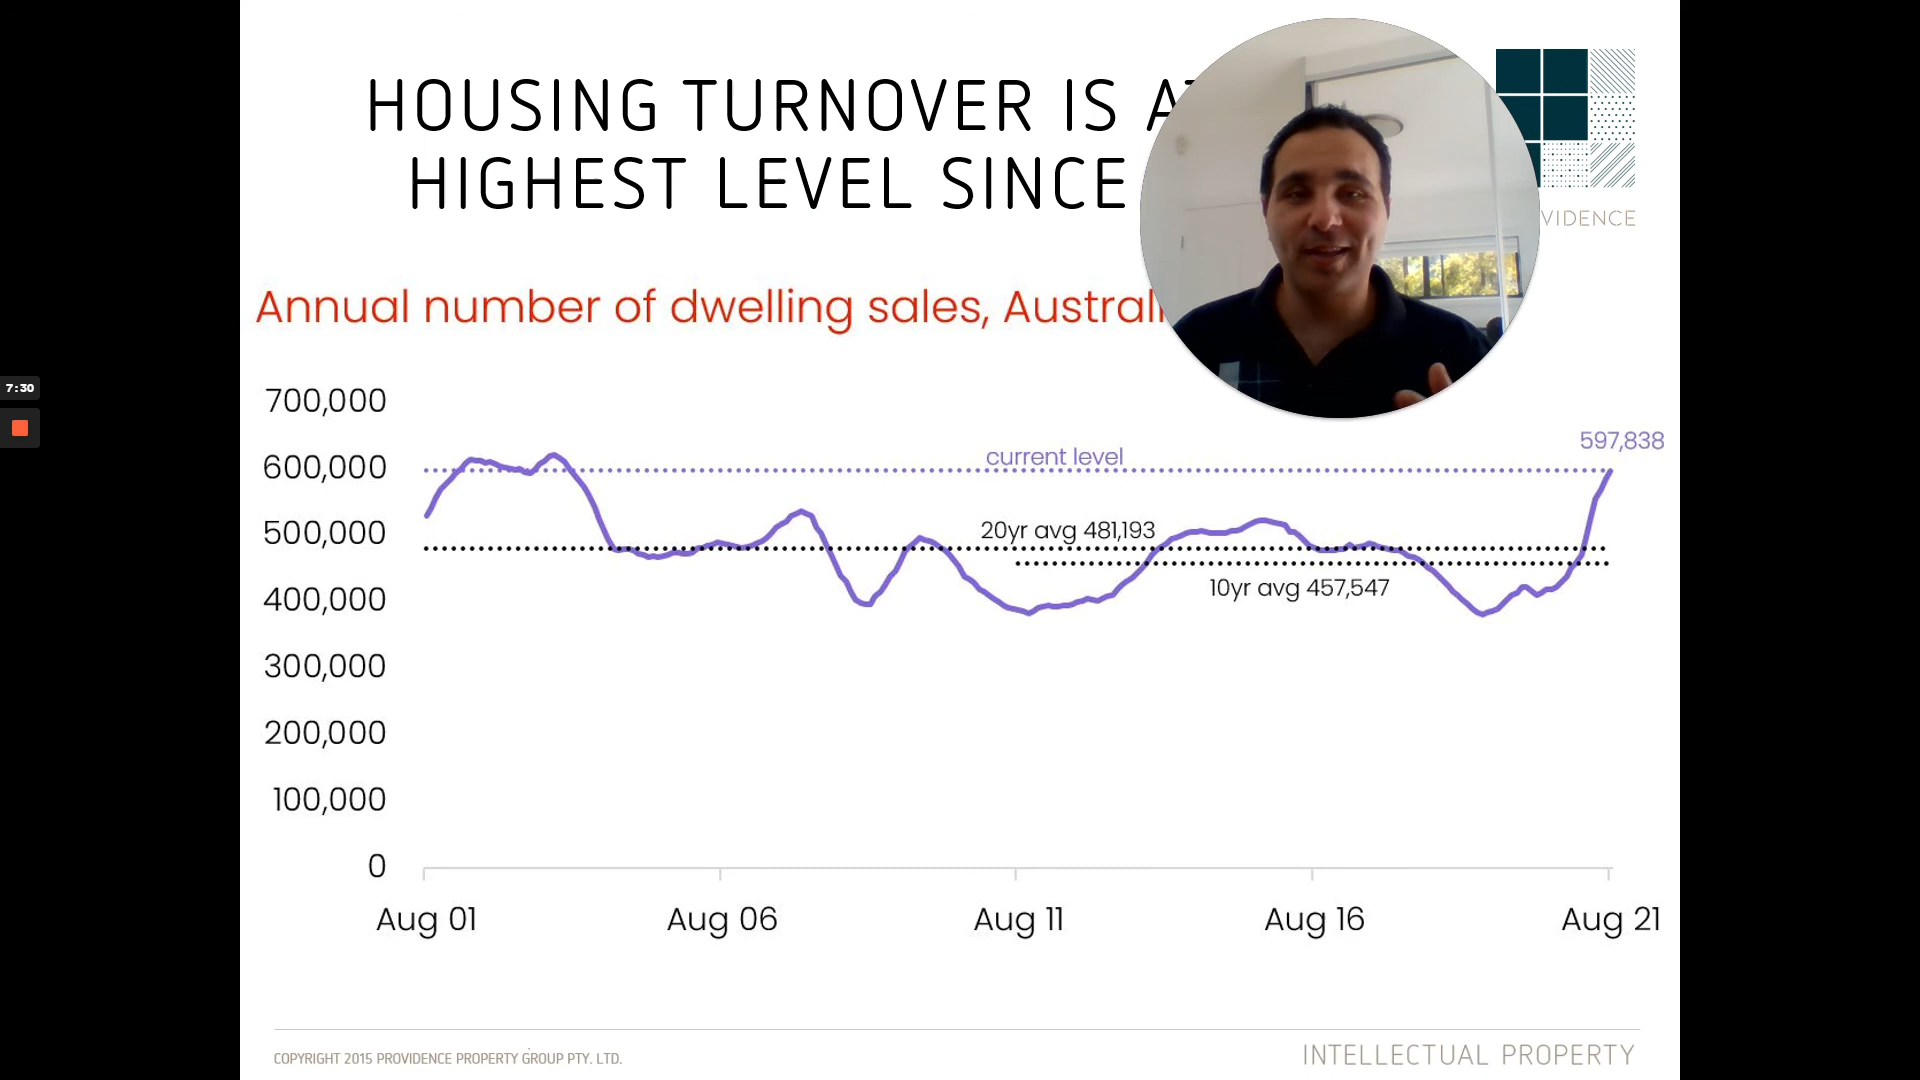 HOUSING TURNOVER IS
HIGHEST LEVEL SINCE
VIDENCE
Annual number of dwelling sales,
7:30
700,000
600,000
500,000
400,000
300,000
200,000
100,000
0
597,838
current level
20yr avg 481,193
10yr avg 457,547
Aug 01 Aug 06 Aug 11 Aug 16 Aug 21
COPYRIGHT 2015 PROVIDENCE PROPERTY GROUP PTY. LTD.
INTELLECTUAL PROPERTY